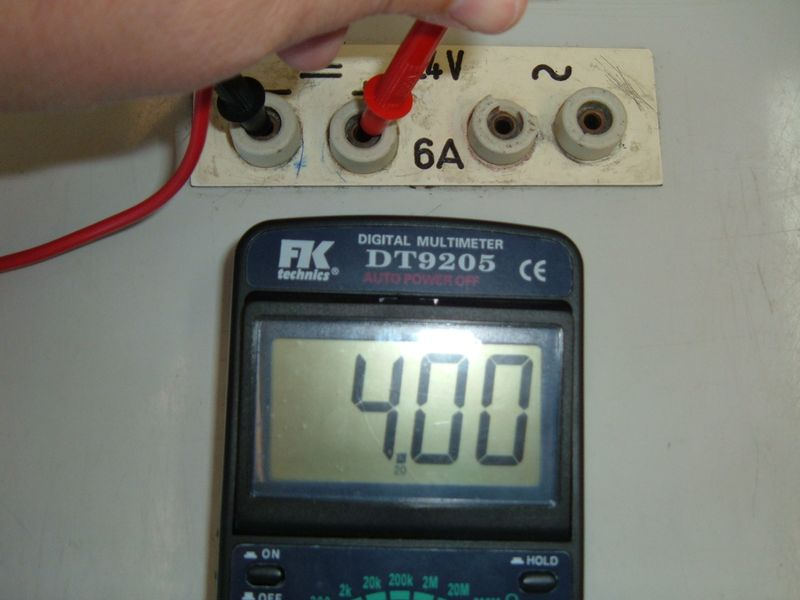 4V ~
6A
FK technics®
DIGITAL MULTIMETER
DT9205
CE
AUTO POWER OFF
4.00
20
ON
HOLD
OFF
2k 20k 200k 2M 20M